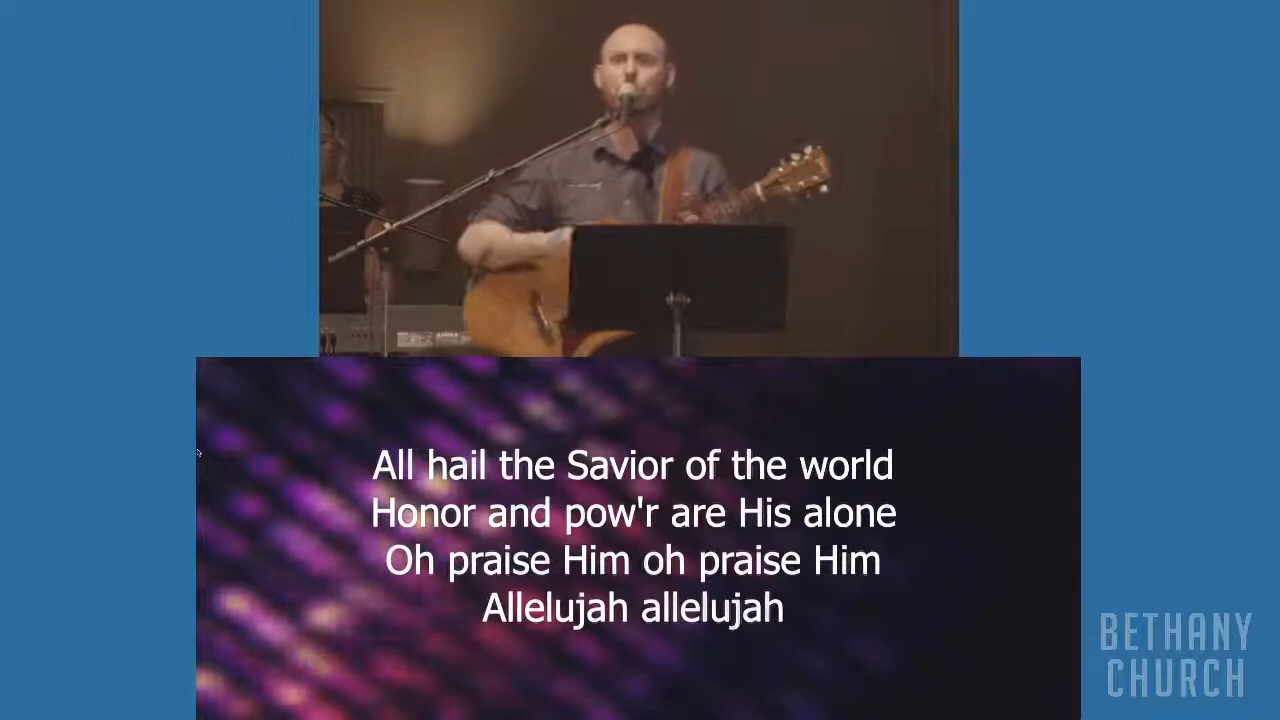 All hail the Savior of the world
Honor and pow'r are His alone
Oh praise Him oh praise Him
Allelujah allelujah
BETHANY
CHURCH